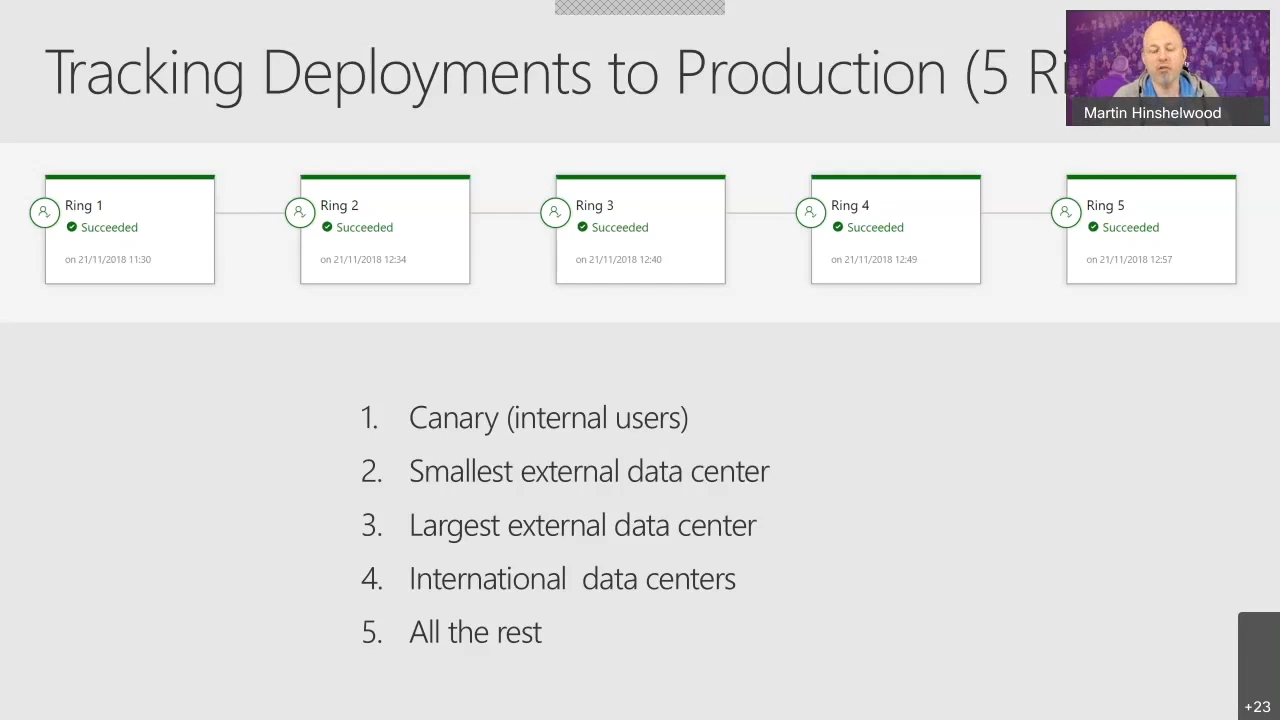 Tracking Deployments to Production (5 Ri
Martin Hinshelwood
Ring 1
Succeeded
on 21/11/2018 11:30
Ring 2
Succeeded
on 21/11/2018 12:34
Ring 3
Succeeded
on 21/11/2018 12:40
Ring 4
Succeeded
on 21/11/2018 12:49
Ring 5
Succeeded
on 21/11/2018 12:57
1. Canary (internal users)
2. Smallest external data center
3. Largest external data center
4. International data centers
5. All the rest
+23